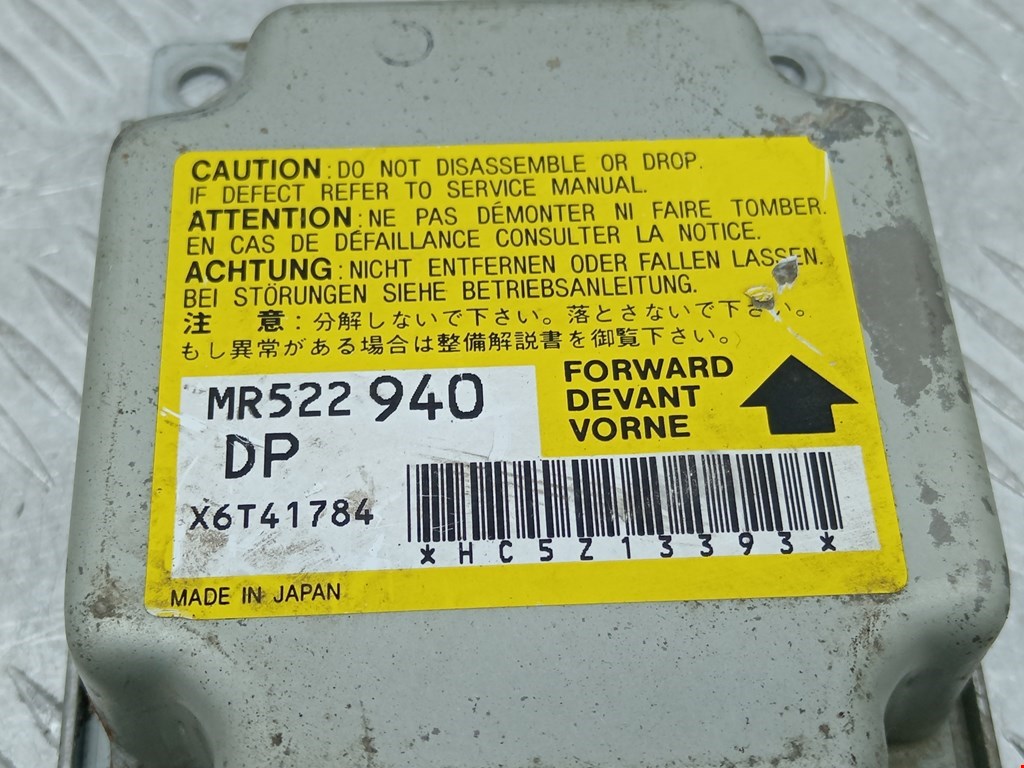 CAUTION: DO NOT DISASSEMBLE OR DROP.
IF DEFECT REFER TO SERVICE MANUAL.
ATTENTION: NE PAS DÉMONTER NI FAIRE TOMBER.
EN CAS DE DÉFAILLANCE CONSULTER LA NOTICE.
ACHTUNG: NICHT ENTFERNEN ODER FALLEN LASSEN.
BEI STÖRUNGEN SIEHE BETRIEBSANLEITUNG.
注 意: 分解しないで下さい。落とさないで下さい。
もし異常がある場合は整備解説書を御覧下さい。
MR522 940
DP
FORWARD
DEVANT
VORNE
X6T41784
*HC5Z13393*
MADE IN JAPAN